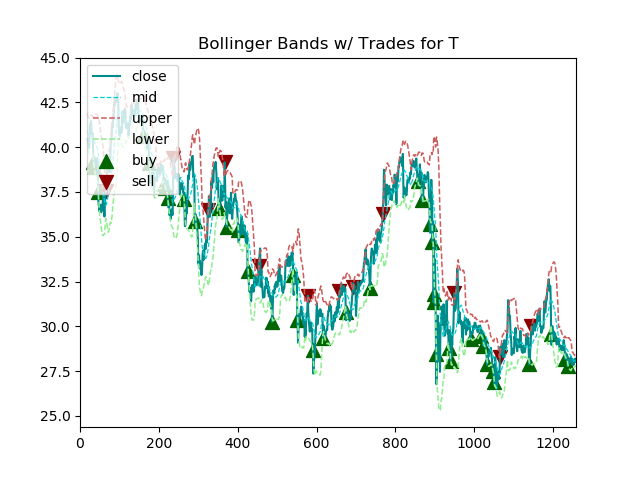 Bollinger Bands w/ Trades for T
45.0
42.5
40.0
37.5
35.0
32.5
30.0
27.5
25.0
close
mid
upper
lower
buy
sell
0 200 400 600 800 1000 1200